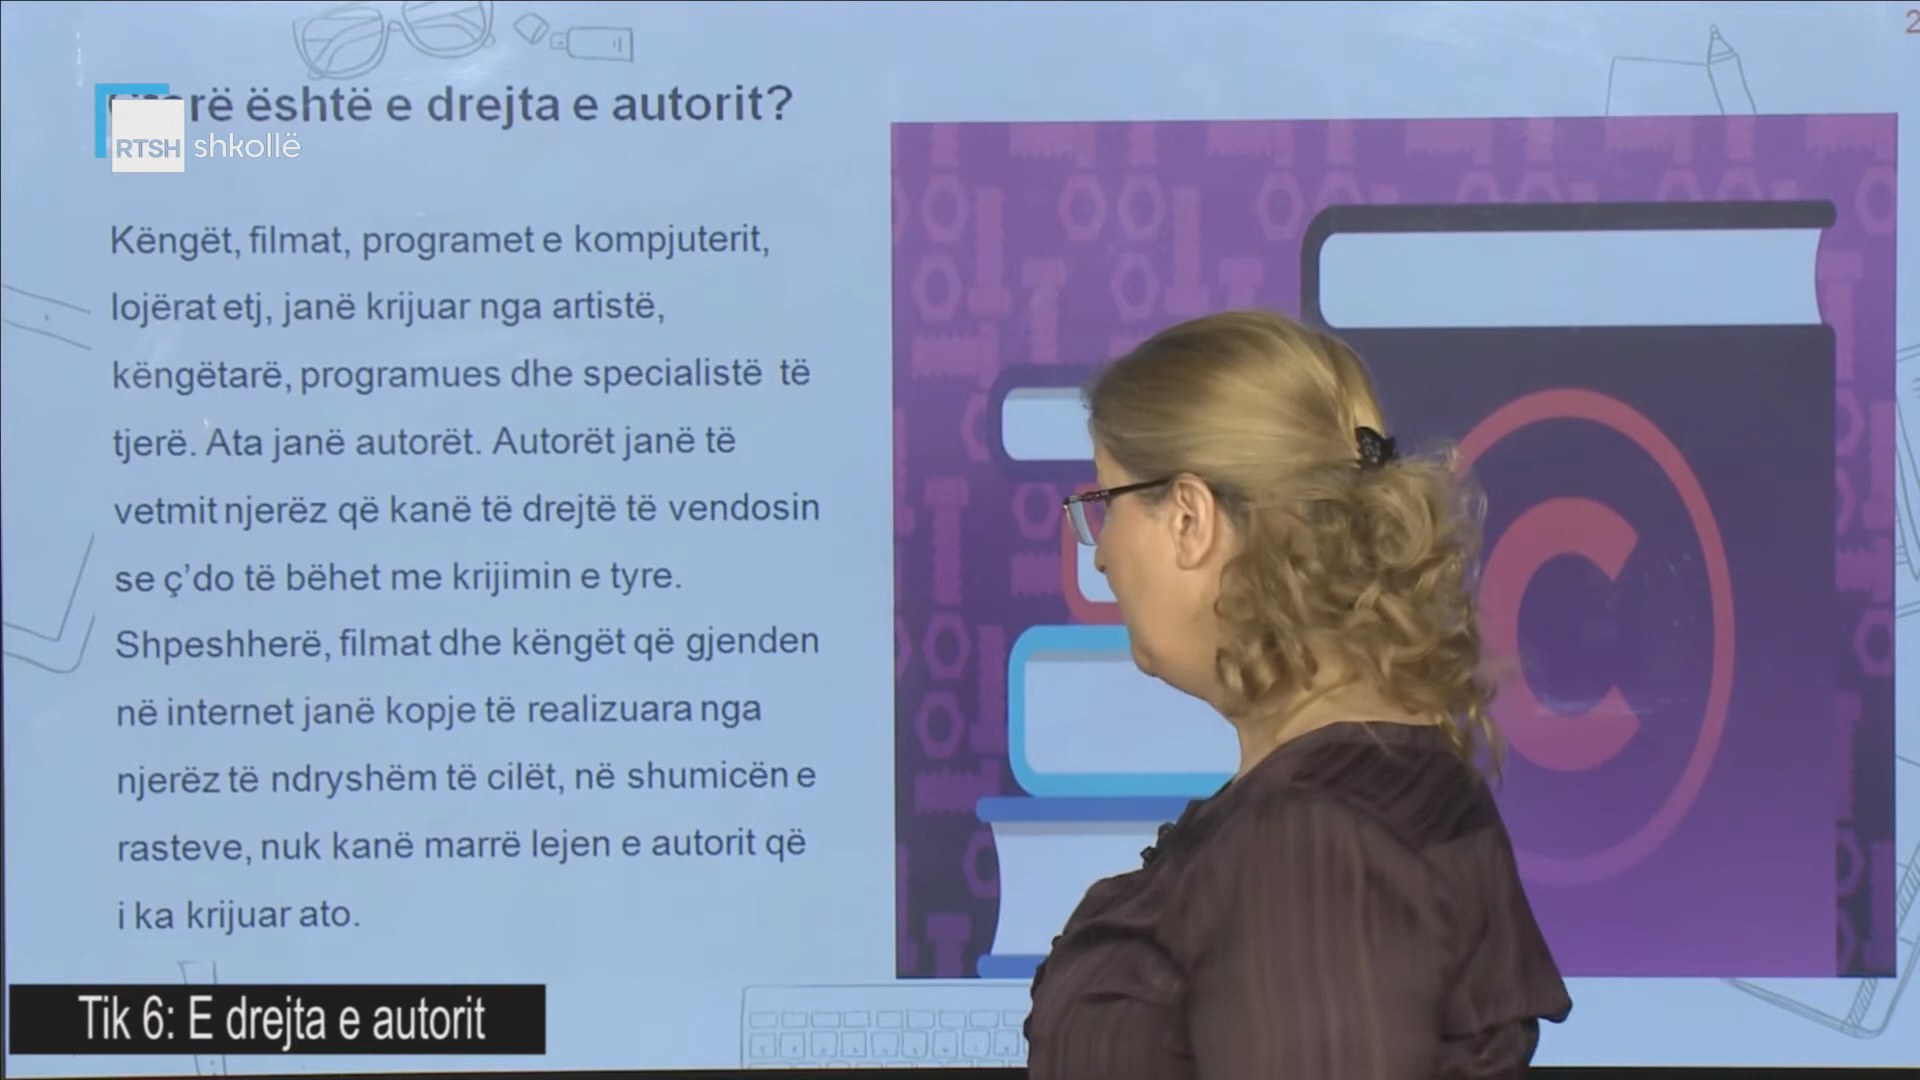 rë është e drejta e autorit?
RTSH shkollë
Këngët, filmat, programet e kompjuterit,
lojërat etj, janë krijuar nga artistë,
këngëtarë, programues dhe specialistë të
tjerë. Ata janë autorët. Autorët janë të
vetmit njerëz që kanë të drejtë të vendosin
se ç’do të bëhet me krijimin e tyre.
Shpeshherë, filmat dhe këngët që gjenden
në internet janë kopje të realizuara nga
njerëz të ndryshëm të cilët, në shumicën e
rasteve, nuk kanë marrë lejen e autorit që
i ka krijuar ato.
C
Tik 6: E drejta e autorit
2